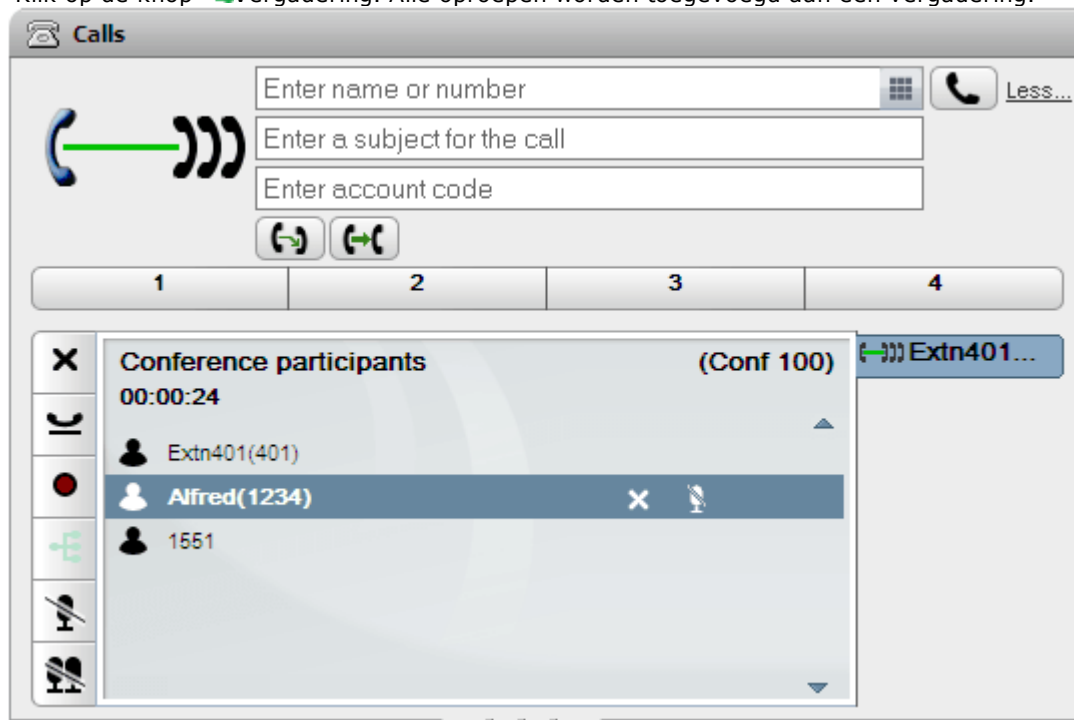 Klik op de knop Vergadering. Alle oproepen worden toegevoegd aan een vergadering.
Calls
Enter name or number
Less...
Enter a subject for the call
Enter account code
1 2 3 4
Conference participants (Conf 100)
Extn401...
00:00:24
Extn401(401)
Alfred(1234)
1551